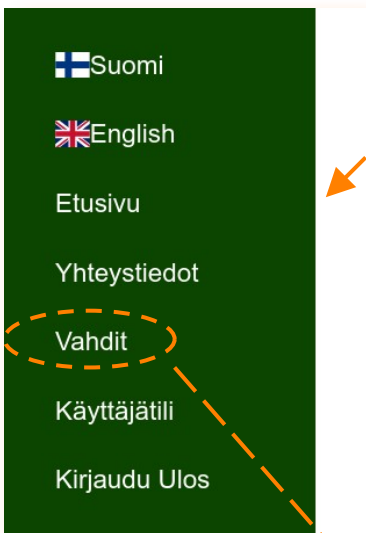 Suomi
English
Etusivu
Yhteystiedot
Vahdit
Käyttäjätili
Kirjaudu Ulos